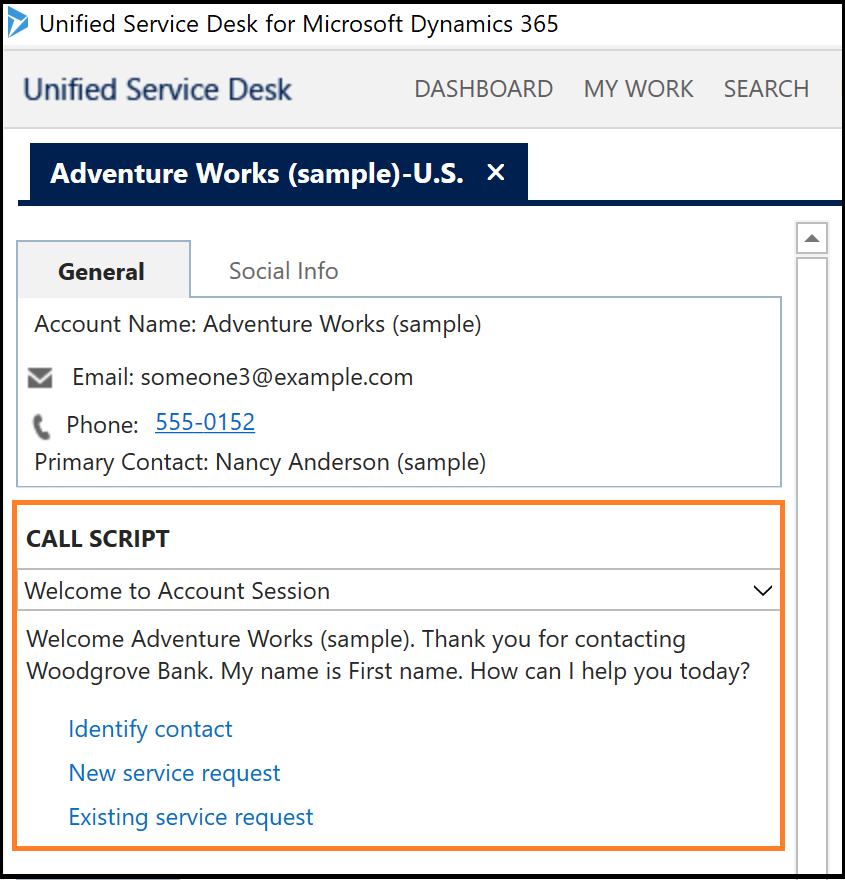 Unified Service Desk for Microsoft Dynamics 365
Unified Service Desk DASHBOARD MY WORK SEARCH
Adventure Works (sample)-U.S. ✕
General Social Info
Account Name: Adventure Works (sample)
Email: someone3@example.com
Phone: 555-0152
Primary Contact: Nancy Anderson (sample)
CALL SCRIPT
Welcome to Account Session
Welcome Adventure Works (sample). Thank you for contacting
Woodgrove Bank. My name is First name. How can I help you today?
Identify contact
New service request
Existing service request